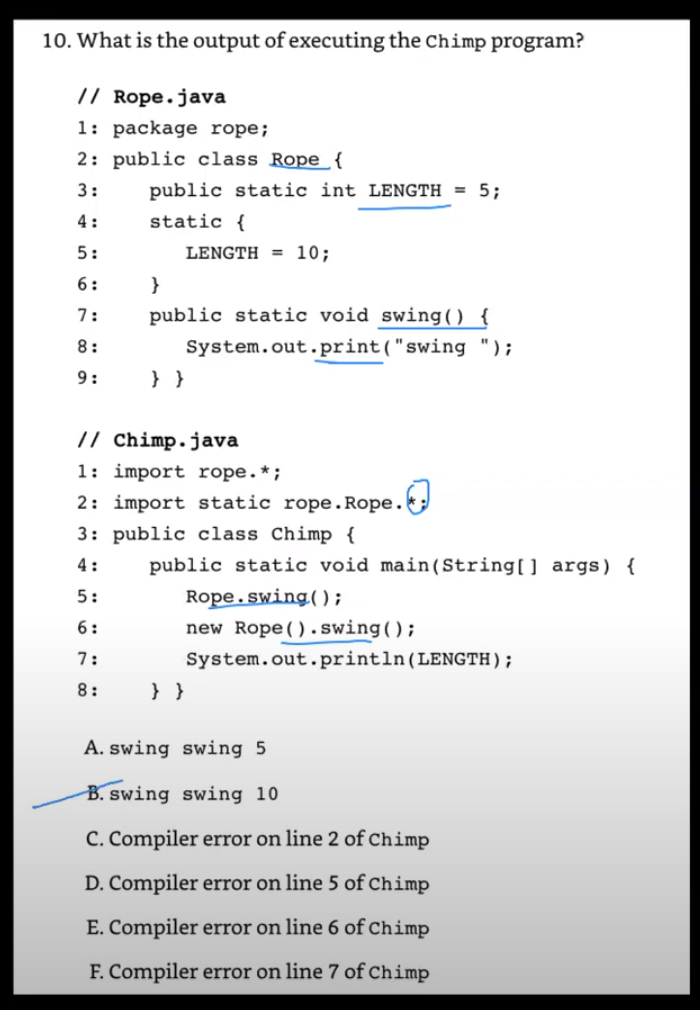 10. What is the output of executing the Chimp program?
// Rope.java
1: package rope;
2: public class Rope {
3:    public static int LENGTH = 5;
4:    static {
5:       LENGTH = 10;
6:    }
7:    public static void swing() {
8:       System.out.print("swing ");
9:    } }
// Chimp.java
1: import rope.*;
2: import static rope.Rope.*;
3: public class Chimp {
4:    public static void main(String[] args) {
5:       Rope.swing();
6:       new Rope().swing();
7:       System.out.println(LENGTH);
8:    } }
A. swing swing 5
B. swing swing 10
C. Compiler error on line 2 of Chimp
D. Compiler error on line 5 of Chimp
E. Compiler error on line 6 of Chimp
F. Compiler error on line 7 of Chimp